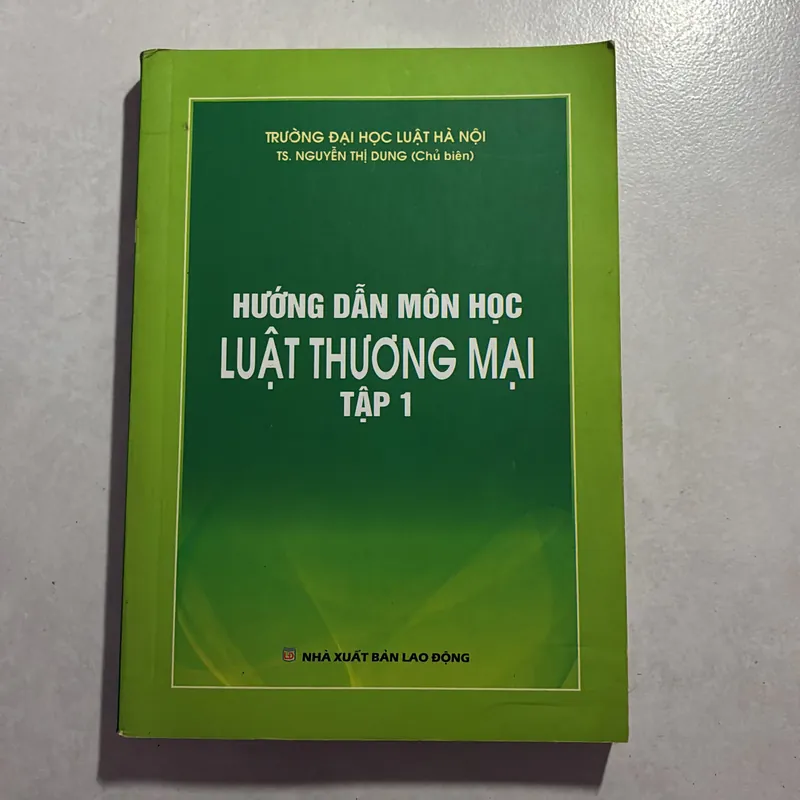 TRƯỜNG ĐẠI HỌC LUẬT HÀ NỘI
TS. NGUYỄN THỊ DUNG (Chủ biên)
HƯỚNG DẪN MÔN HỌC
LUẬT THƯƠNG MẠI
TẬP 1
NHÀ XUẤT BẢN LAO ĐỘNG